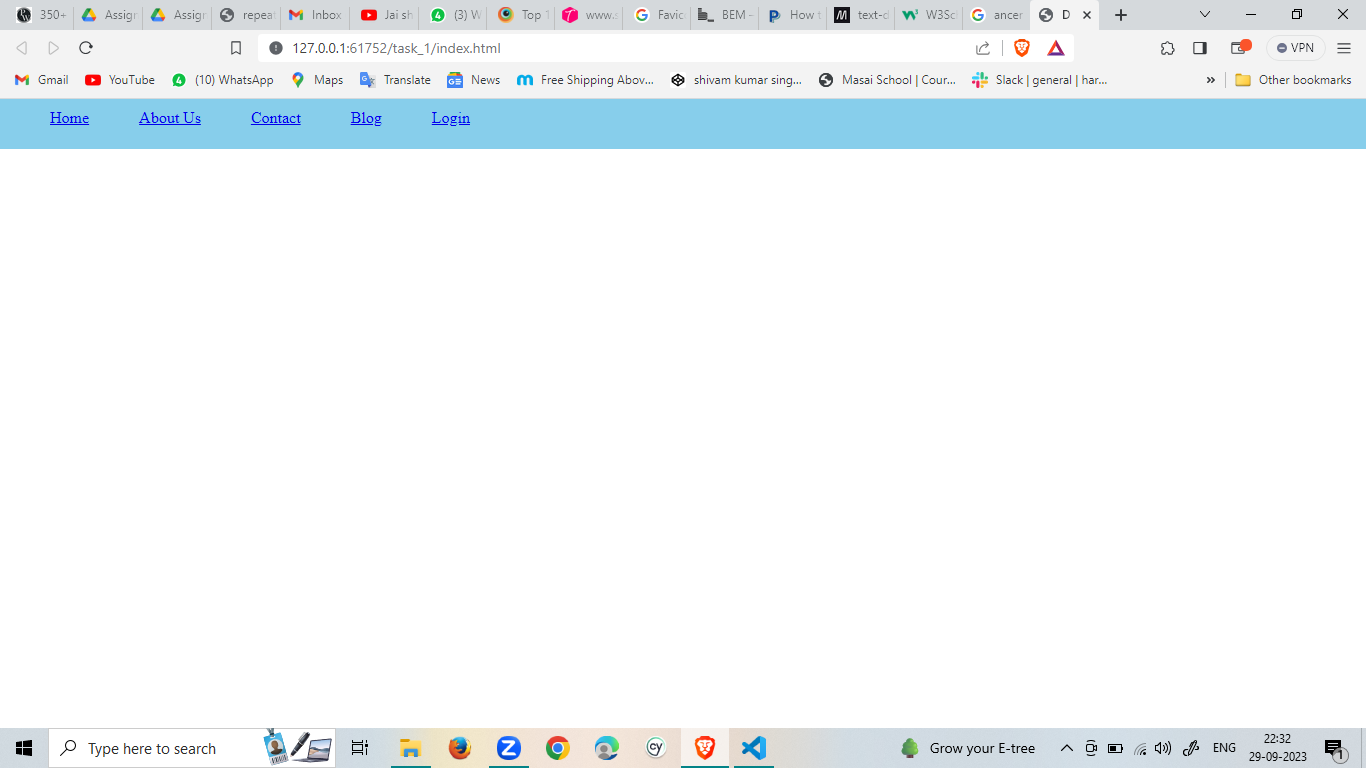 350+ Assigr Assigr repea Inbox Jai sh (3) W Top 1 www.s Favic BEM - How t text-d W3Sc ancer D
127.0.0.1:61752/task_1/index.html VPN
Gmail YouTube (10) WhatsApp Maps Translate News Free Shipping Abov... shivam kumar sing... Masai School | Cour... Slack | general | har... » Other bookmarks
Home About Us Contact Blog Login
Type here to search Grow your E-tree ENG 22:32
29-09-2023 1